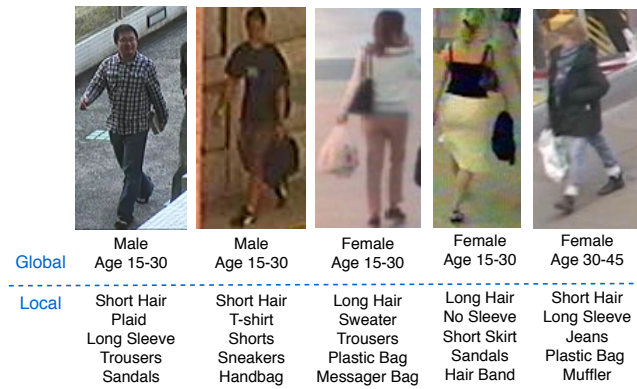 Global
Male
Age 15-30
Male
Age 15-30
Female
Age 15-30
Female
Age 15-30
Female
Age 30-45
Local
Short Hair
Plaid
Long Sleeve
Trousers
Sandals
Short Hair
T-shirt
Shorts
Sneakers
Handbag
Long Hair
Sweater
Trousers
Plastic Bag
Messager Bag
Long Hair
No Sleeve
Short Skirt
Sandals
Hair Band
Short Hair
Long Sleeve
Jeans
Plastic Bag
Muffler